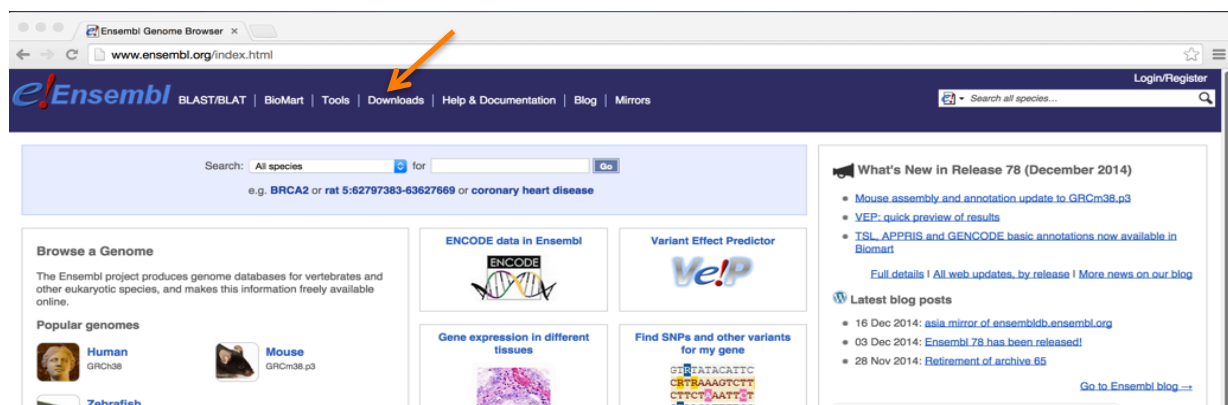 Ensembl Genome Browser ×
www.ensembl.org/index.html
Login/Register
e!Ensembl BLAST/BLAT | BioMart | Tools | Downloads | Help & Documentation | Blog | Mirrors
Search all species...
Search: All species for Go
e.g. BRCA2 or rat 5:62797383-63627669 or coronary heart disease
Browse a Genome
The Ensembl project produces genome databases for vertebrates and
other eukaryotic species, and makes this information freely available
online.
Popular genomes
Human
GRCh38
Mouse
GRCm38.p3
Zebrafish
ENCODE data in Ensembl
ENCODE
Variant Effect Predictor
Ve!P
Gene expression in different
tissues
Find SNPs and other variants
for my gene
GTRTATACATTC
CRTRAAAGTCTT
What's New in Release 78 (December 2014)
Mouse assembly and annotation update to GRCm38.p3
VEP: quick preview of results
TSL, APPRIS and GENCODE basic annotations now available in
Biomart
Full details | All web updates, by release | More news on our blog
Latest blog posts
16 Dec 2014: asia mirror of ensembldb.ensembl.org
03 Dec 2014: Ensembl 78 has been released!
28 Nov 2014: Retirement of archive 65
Go to Ensembl blog →